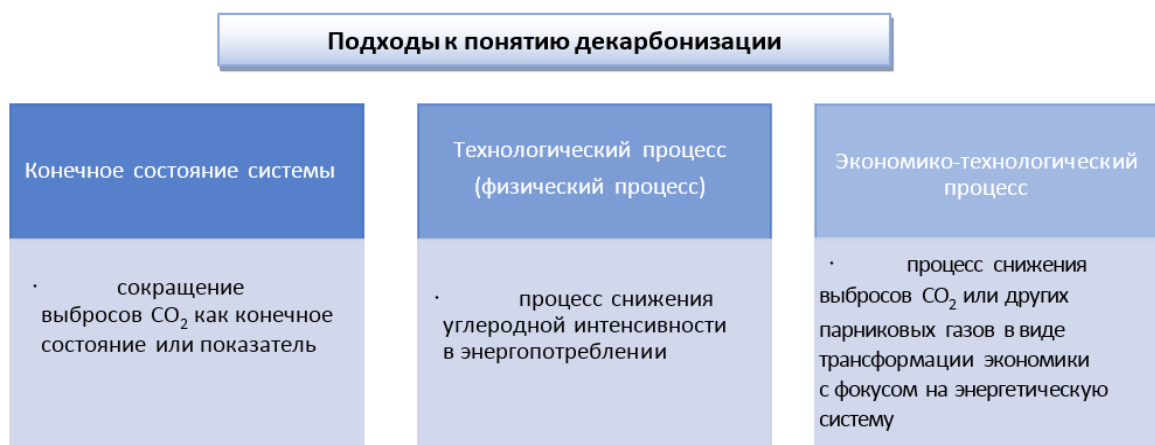 Подходы к понятию декарбонизации
Конечное состояние системы
· сокращение
выбросов CO₂ как конечное
состояние или показатель
Технологический процесс
(физический процесс)
· процесс снижения
углеродной интенсивности
в энергопотреблении
Экономико-технологический
процесс
· процесс снижения
выбросов CO₂ или других
парниковых газов в виде
трансформации экономики
с фокусом на энергетическую
систему